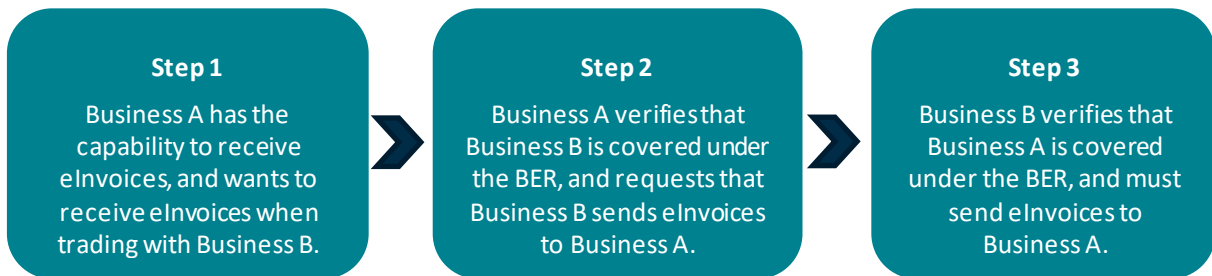 Step 1
Business A has the
capability to receive
eInvoices, and wants to
receive eInvoices when
trading with Business B.
Step 2
Business A verifies that
Business B is covered under
the BER, and requests that
Business B sends eInvoices
to Business A.
Step 3
Business B verifies that
Business A is covered
under the BER, and must
send eInvoices to
Business A.